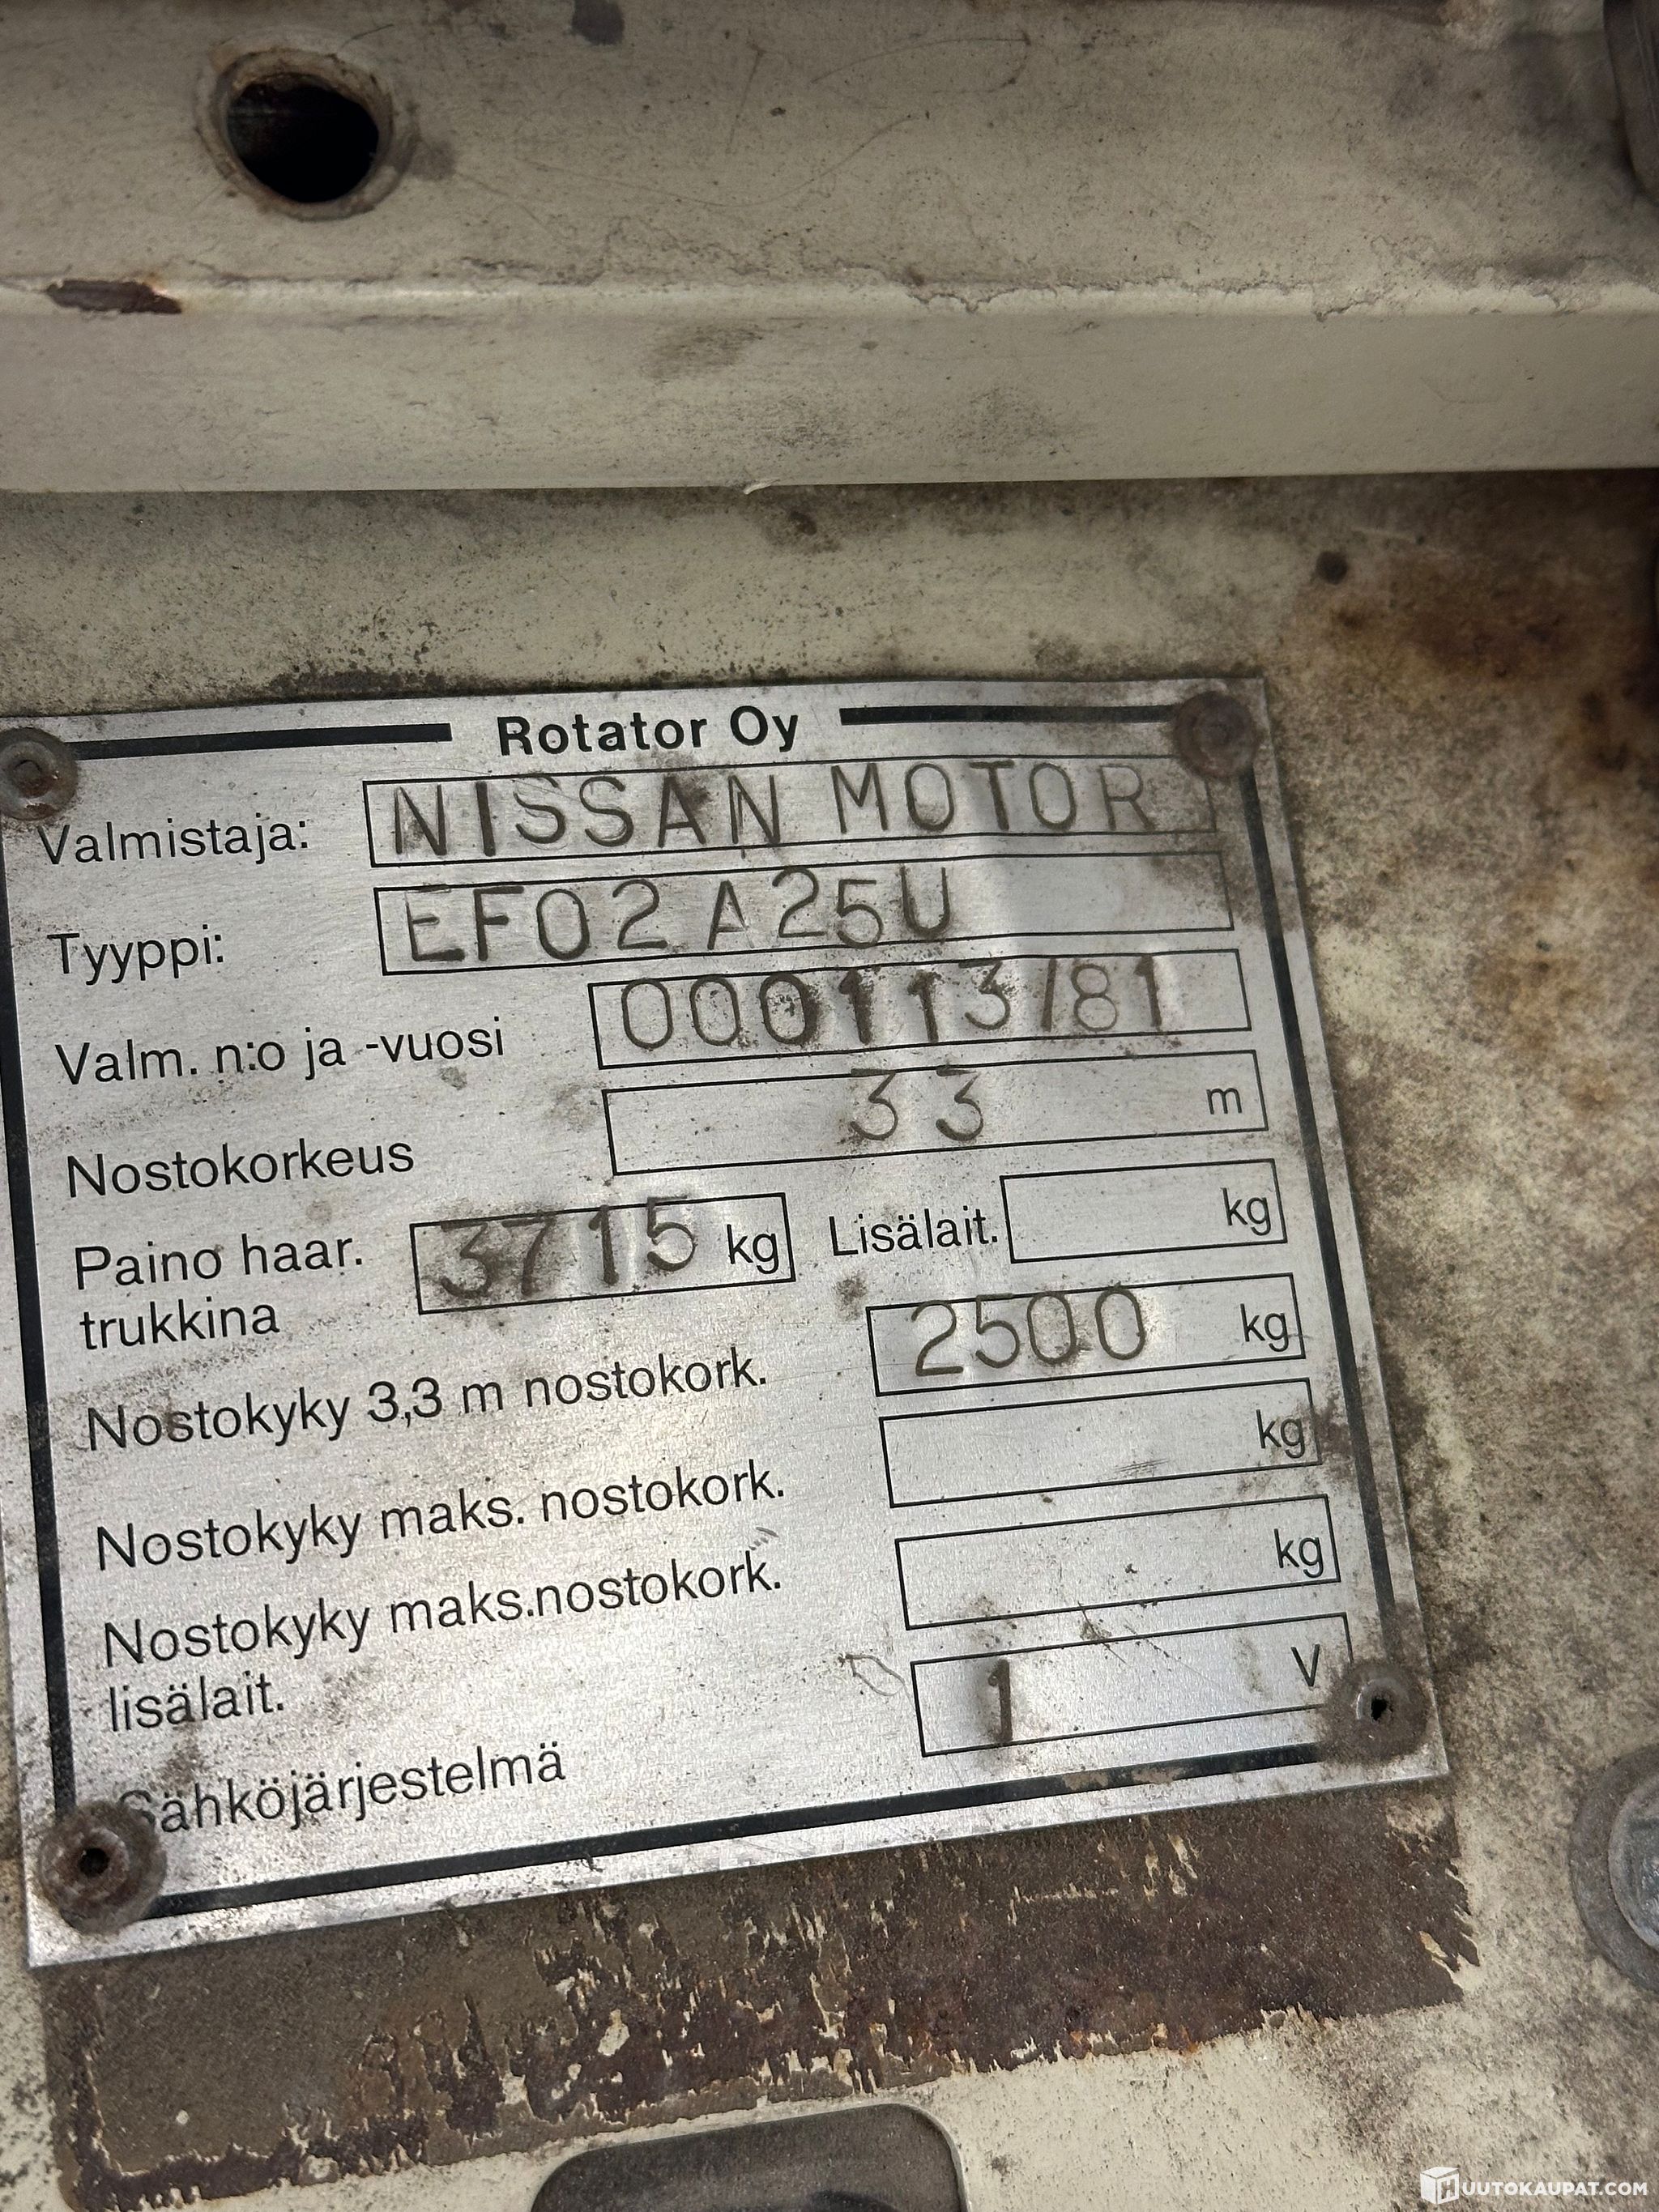 Rotator Oy
Valmistaja: NISSAN MOTOR
Tyyppi: EF02A25U
Valm. n:o ja -vuosi 000113/81
Nostokorkeus 3 3 m
Paino haar. trukkina 3715 kg Lisälait. kg
Nostokyky 3,3 m nostokork. 2500 kg
Nostokyky maks. nostokork. kg
Nostokyky maks.nostokork. lisälait. kg
Sähköjärjestelmä 1 V
HUUTOKAUPAT.COM